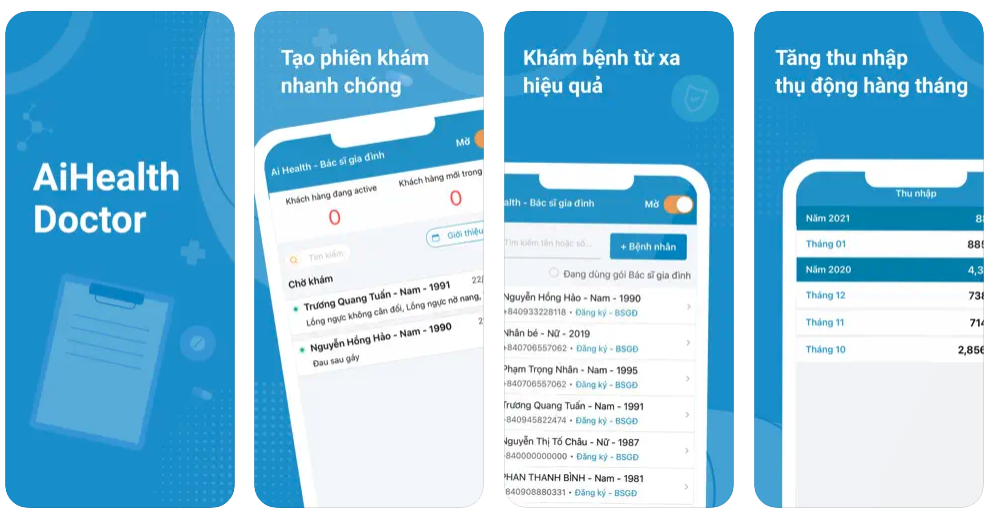 AiHealth
Doctor
Tạo phiên khám
nhanh chóng
Ai Health - Bác sĩ gia đình
Mở
Khách hàng đang active
Khách hàng mới trong
0
0
Tìm kiếm
Giới thiệu
Chờ khám
Trương Quang Tuấn - Nam - 1991
22/
Lồng ngực không cân đối, Lồng ngực nở nang,
Nguyễn Hồng Hảo - Nam - 1990
2
Đau sau gáy
Khám bệnh từ xa
hiệu quả
alth - Bác sĩ gia đình
Mở
Tìm kiếm tên hoặc số...
+ Bệnh nhân
Đang dùng gói Bác sĩ gia đình
Nguyễn Hồng Hảo - Nam - 1990
+840933228118 • Đăng ký - BSGĐ
Nhân bé - Nữ - 2019
+840706557062 • Đăng ký - BSGĐ
Phạm Trọng Nhân - Nam - 1995
+840706557062 • Đăng ký - BSGĐ
Trương Quang Tuấn - Nam - 1991
+840945822474 • Đăng ký - BSGĐ
Nguyễn Thị Tố Châu - Nữ - 1987
+840000000000 • Đăng ký - BSGĐ
PHAN THANH BÌNH - Nam - 1981
840908880331 • Đăng ký - BSGĐ
Tăng thu nhập
thụ động hàng tháng
Thu nhập
Năm 2021
Tháng 01
885
Năm 2020
4,3
Tháng 12
738
Tháng 11
714
Tháng 10
2,856